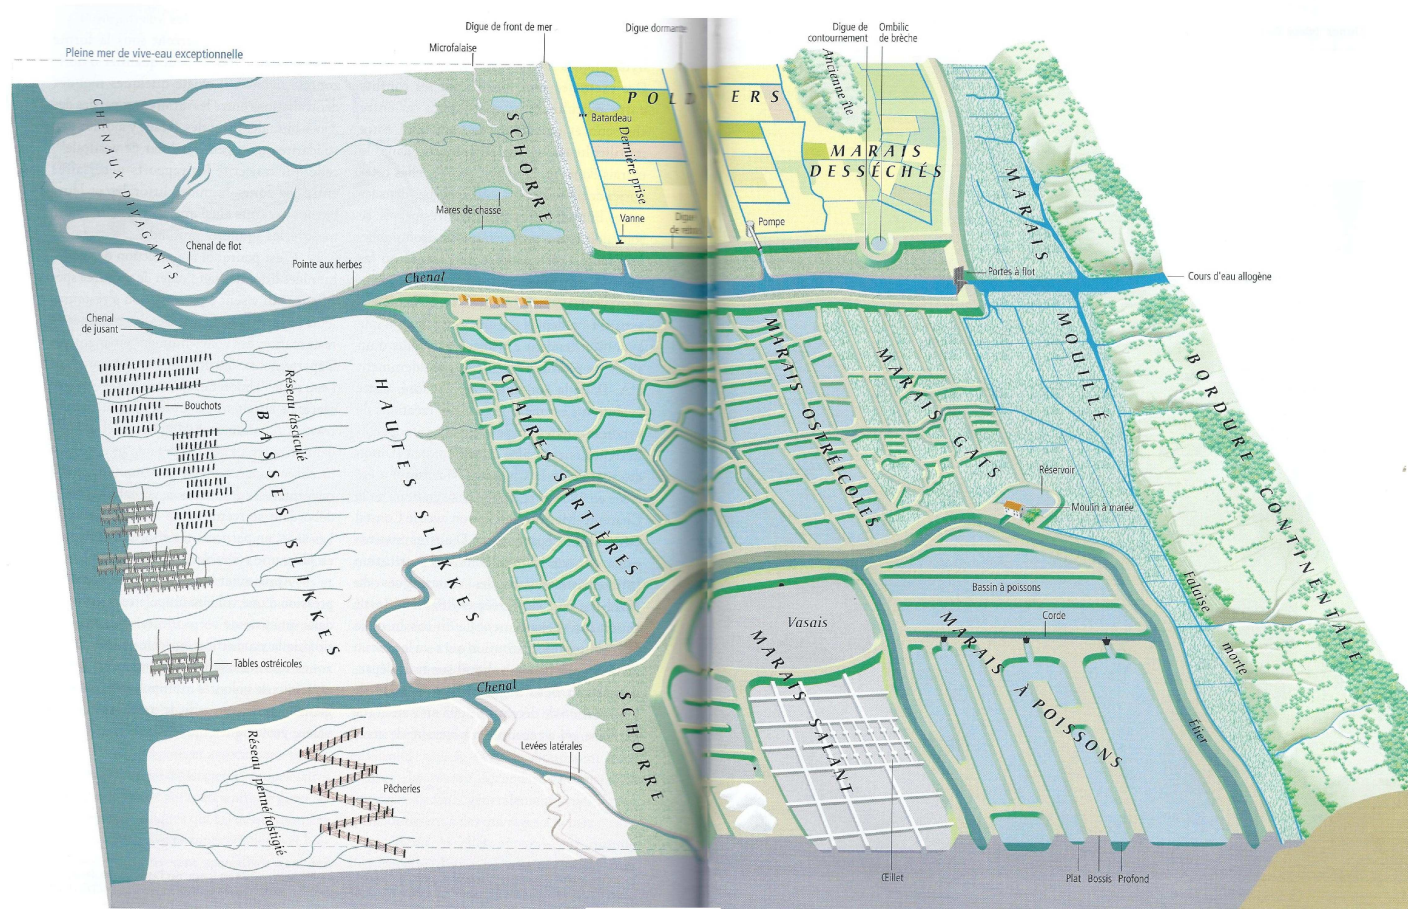 Digue de front de mer
Digue dormante
Digue de
contournement
Ombilic
de brèche
Microfalaise
Pleine mer de vive-eau exceptionnelle
CHENAUX DIVAGANTS
SCHORRE
POLDERS
Ancienne île
Batardeau
Dernière prise
MARAIS
DESSÉCHÉS
MARAIS
MOUILLÉ
Mares de chasse
Vanne
Digue
Pompe
Chenal de flot
Pointe aux herbes
Chenal
Portes à flot
Cours d'eau allogène
Chenal
de jusant
Bouchots
Réseau fasciculé
BASSES SLIKKES
HAUTES SLIKKES
CLAIRES SARTIÈRES
MARAIS OSTRÉICOLES
MARAIS GATS
BORDURE CONTINENTALE
Réservoir
Moulin à marée
Falaise morte
Bassin à poissons
Corde
Vasais
MARAIS À POISSONS
MARAIS SALANT
Tables ostréicoles
Chenal
SCHORRE
Levées latérales
Etier
Réseau penné fastigié
Pêcheries
Œillet
Plat
Bossis
Profond